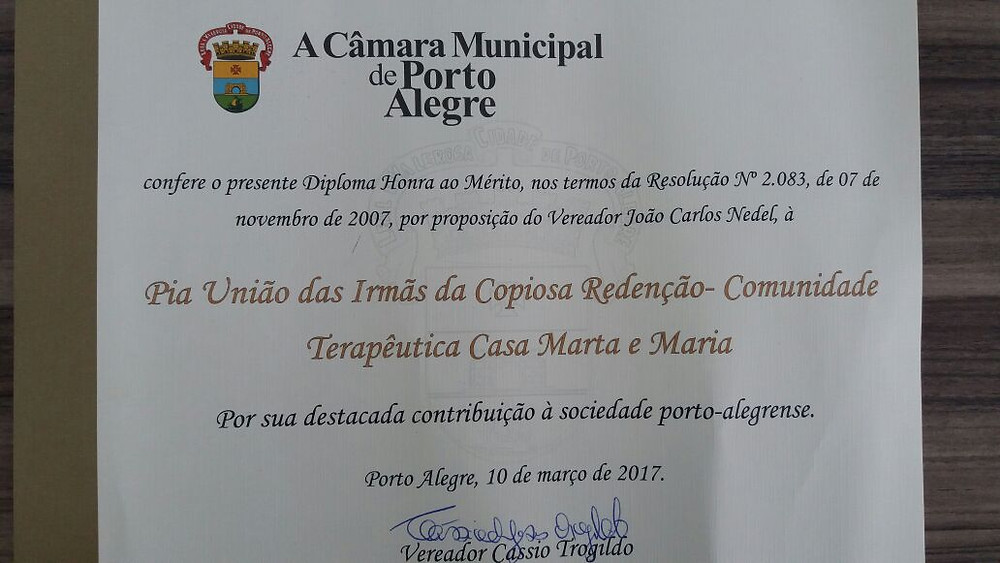 A Câmara Municipal
de Porto
Alegre
confere o presente Diploma Honra ao Mérito, nos termos da Resolução Nº 2.083, de 07 de
novembro de 2007, por proposição do Vereador João Carlos Nedel, à
Pia União das Irmãs da Copiosa Redenção- Comunidade
Terapêutica Casa Marta e Maria
Por sua destacada contribuição à sociedade porto-alegrense.
Porto Alegre, 10 de março de 2017.
Vereador Cassio Trogildo